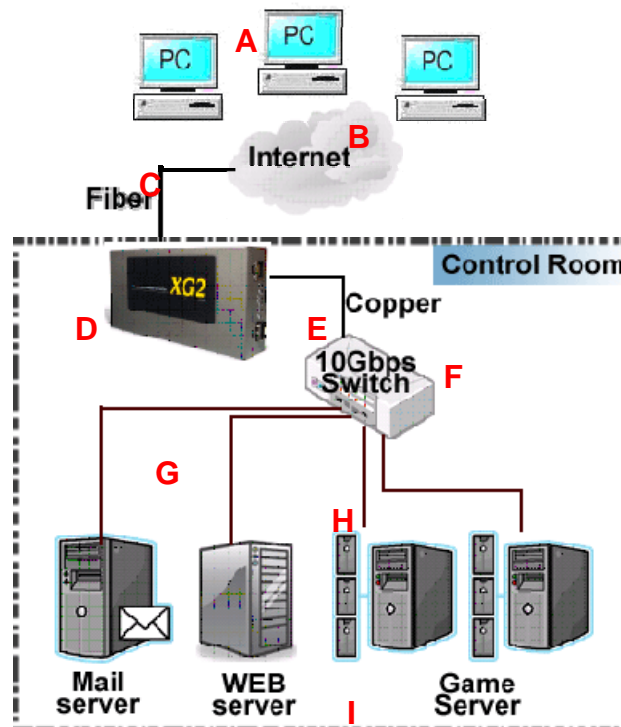 A
PC
PC
PC
B
Internet
C
Fiber
Control Room
XG2
D
Copper
E
10Gbps
Switch
F
G
H
Mail
server
WEB
server
Game
Server
I